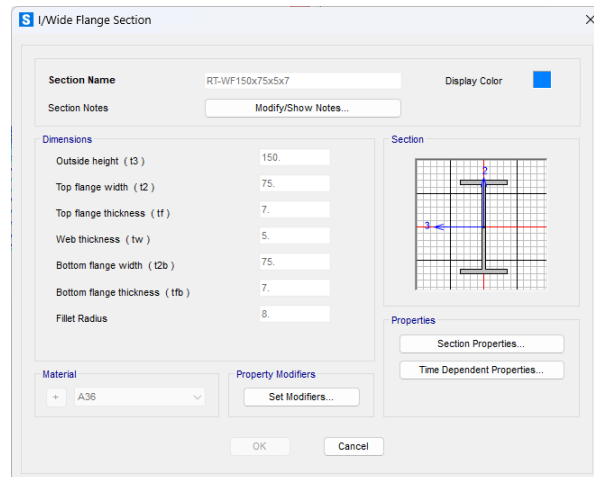 S I/Wide Flange Section
Section Name RT-WF150x75x5x7 Display Color
Section Notes Modify/Show Notes...
Dimensions
Outside height ( t3 ) 150.
Top flange width ( t2 ) 75.
Top flange thickness ( tf ) 7.
Web thickness ( tw ) 5.
Bottom flange width ( t2b ) 75.
Bottom flange thickness ( tfb ) 7.
Fillet Radius 8.
Section
2
3
Properties
Section Properties...
Time Dependent Properties...
Material
+ A36
Property Modifiers
Set Modifiers...
OK Cancel